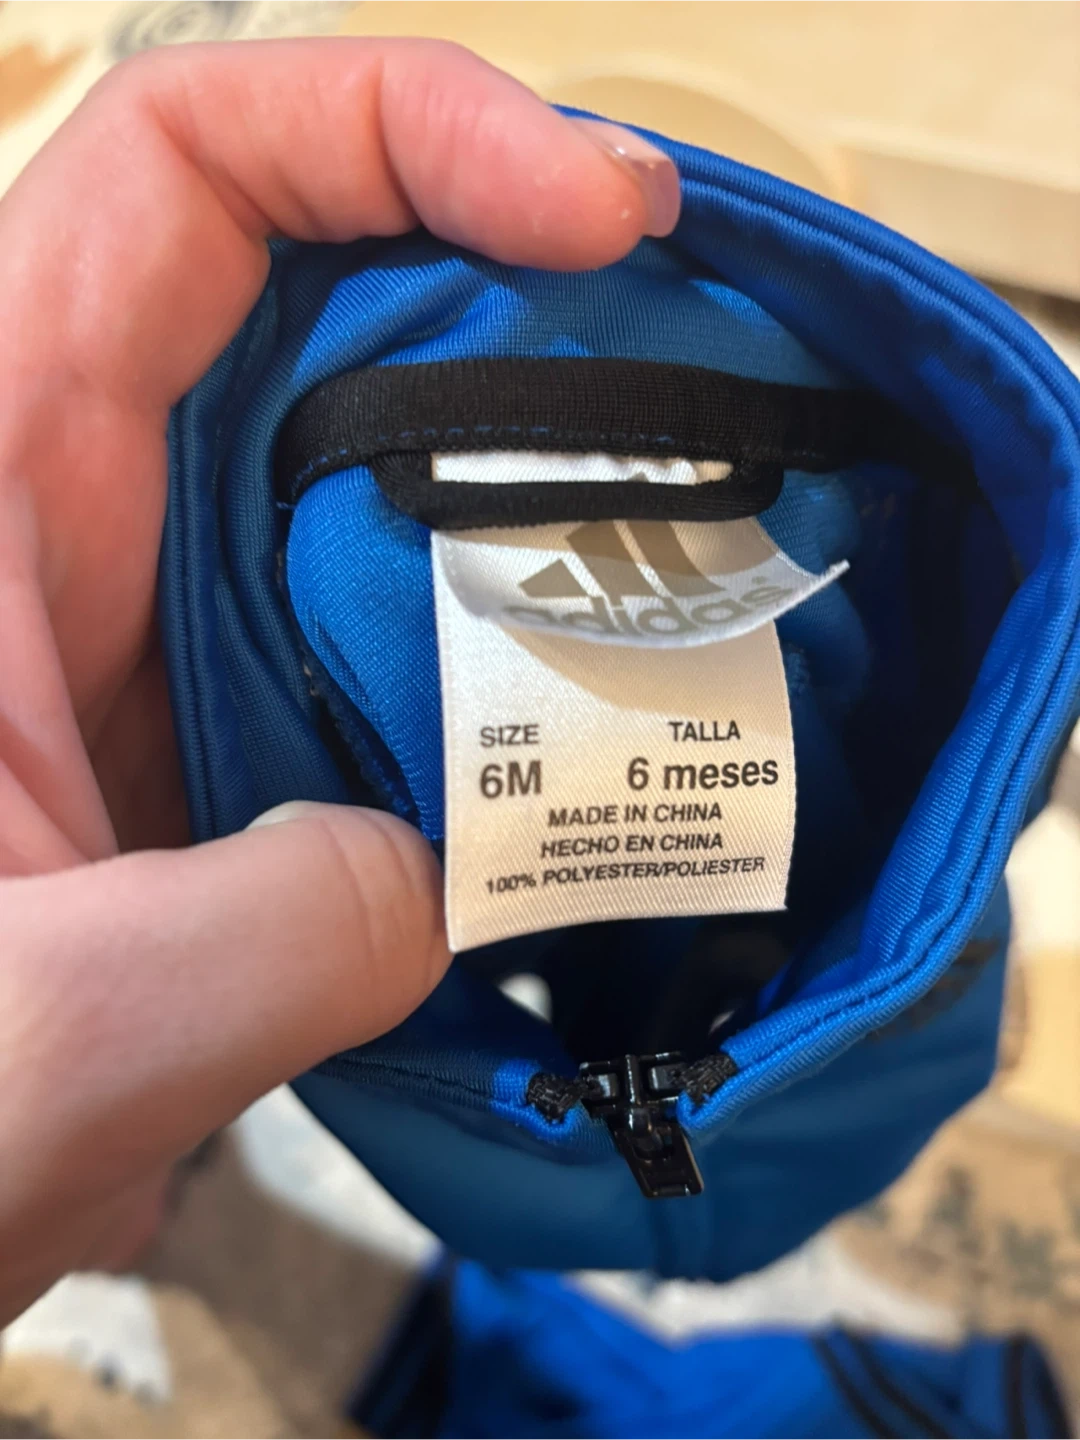 adidas®
SIZE TALLA
6M 6 meses
MADE IN CHINA
HECHO EN CHINA
100% POLYESTER/POLIESTER